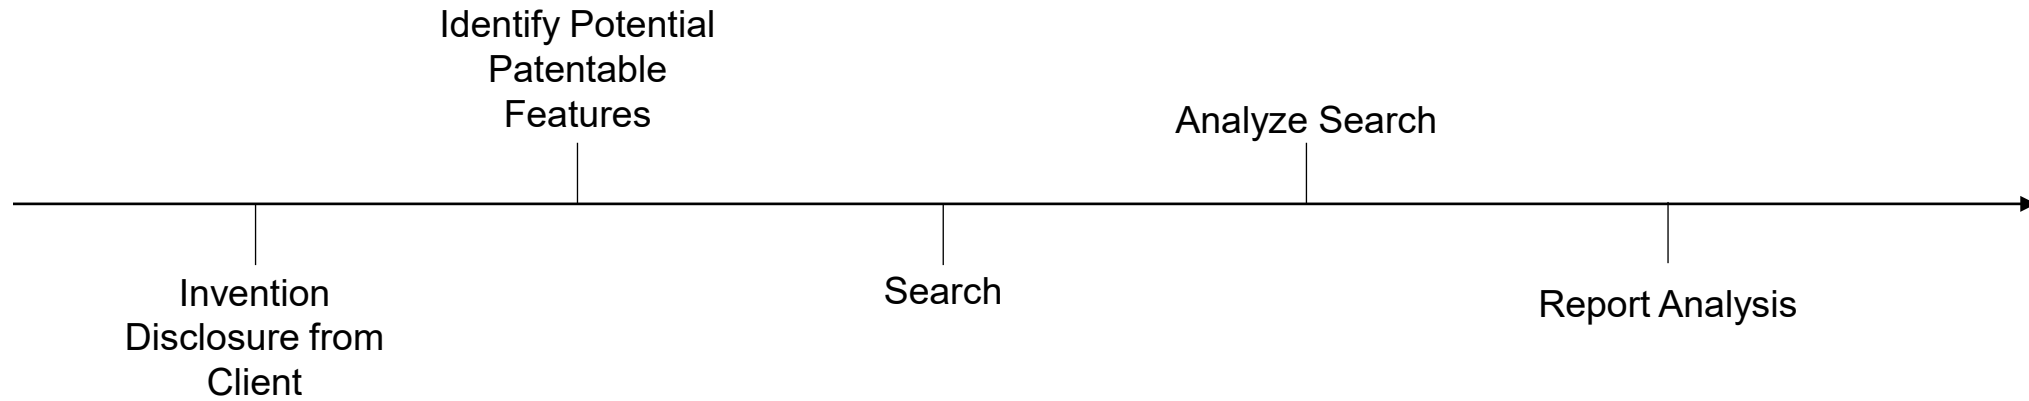 Identify Potential
Patentable
Features
Analyze Search
Invention
Disclosure from
Client
Search
Report Analysis